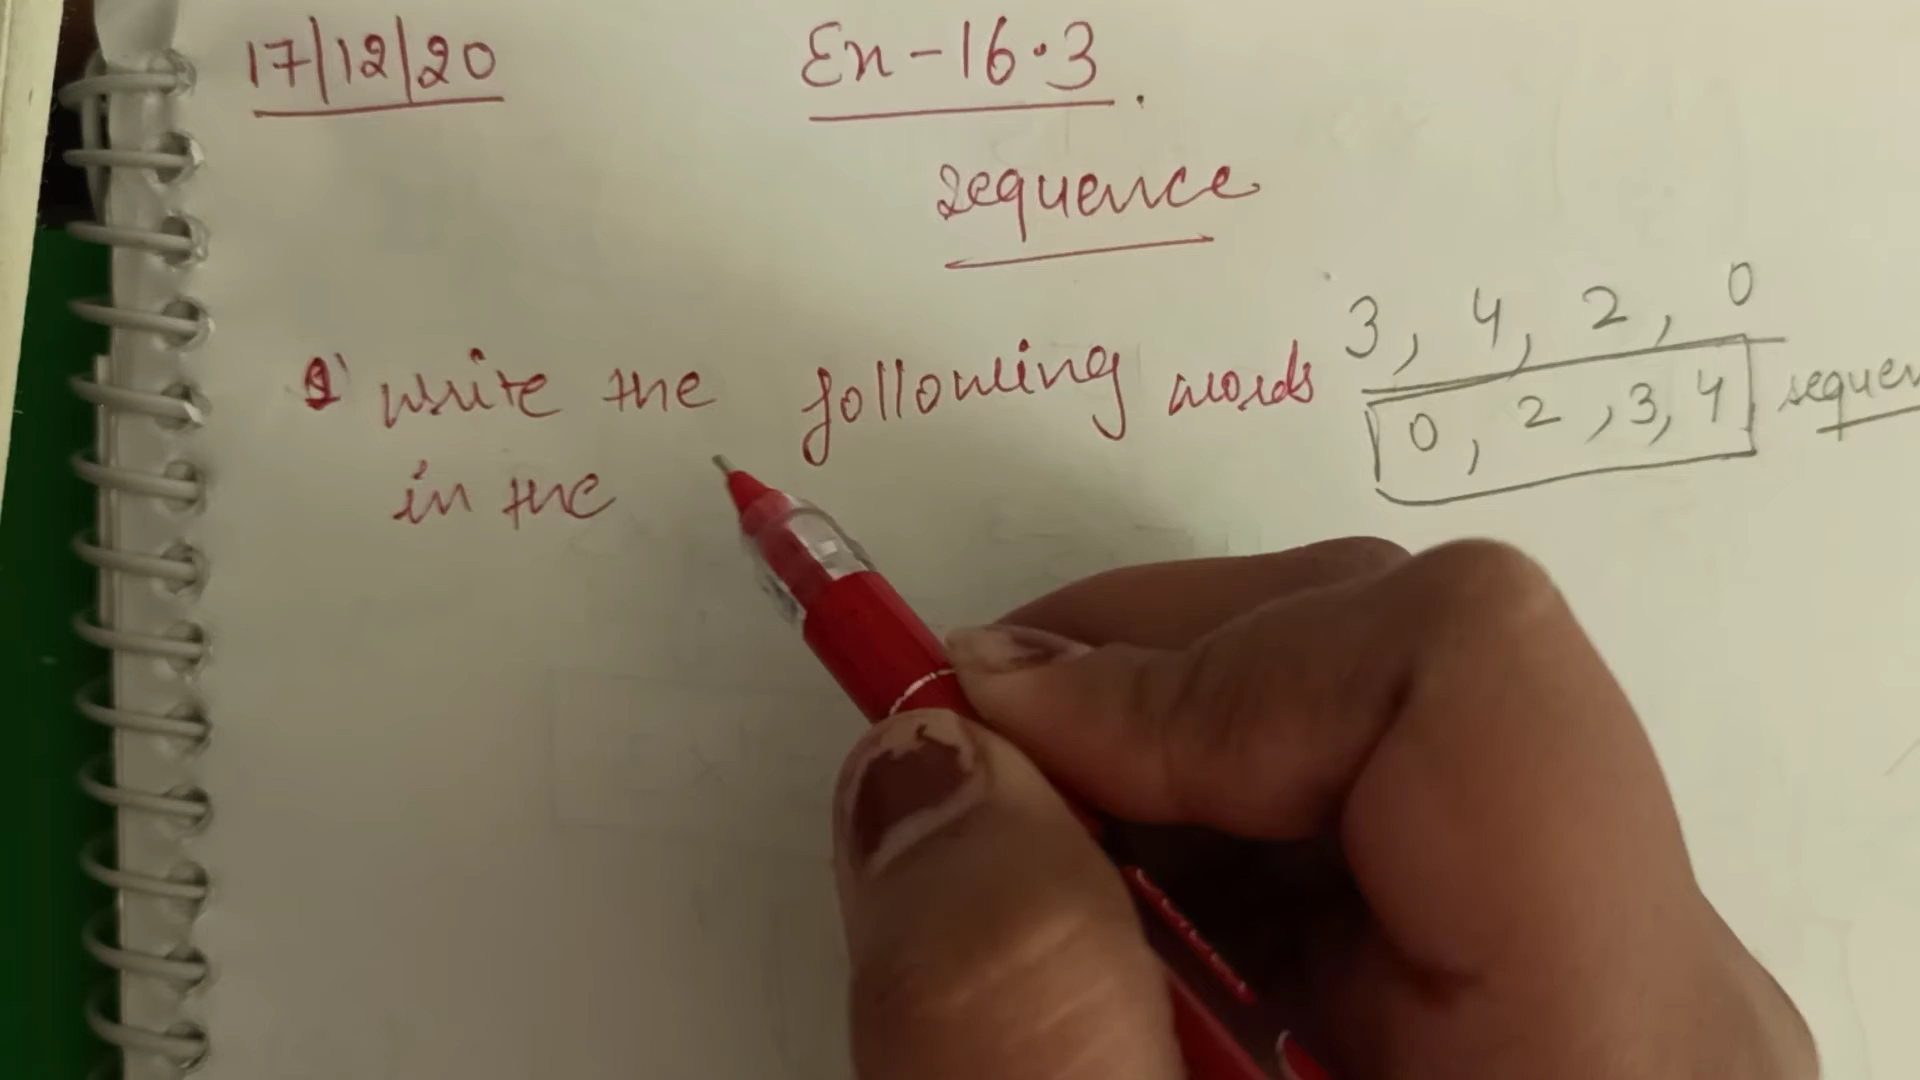 17/12/20
Ex-16.3
sequence
Q write the following words
in the
3, 4, 2, 0
0, 2, 3, 4
sequen